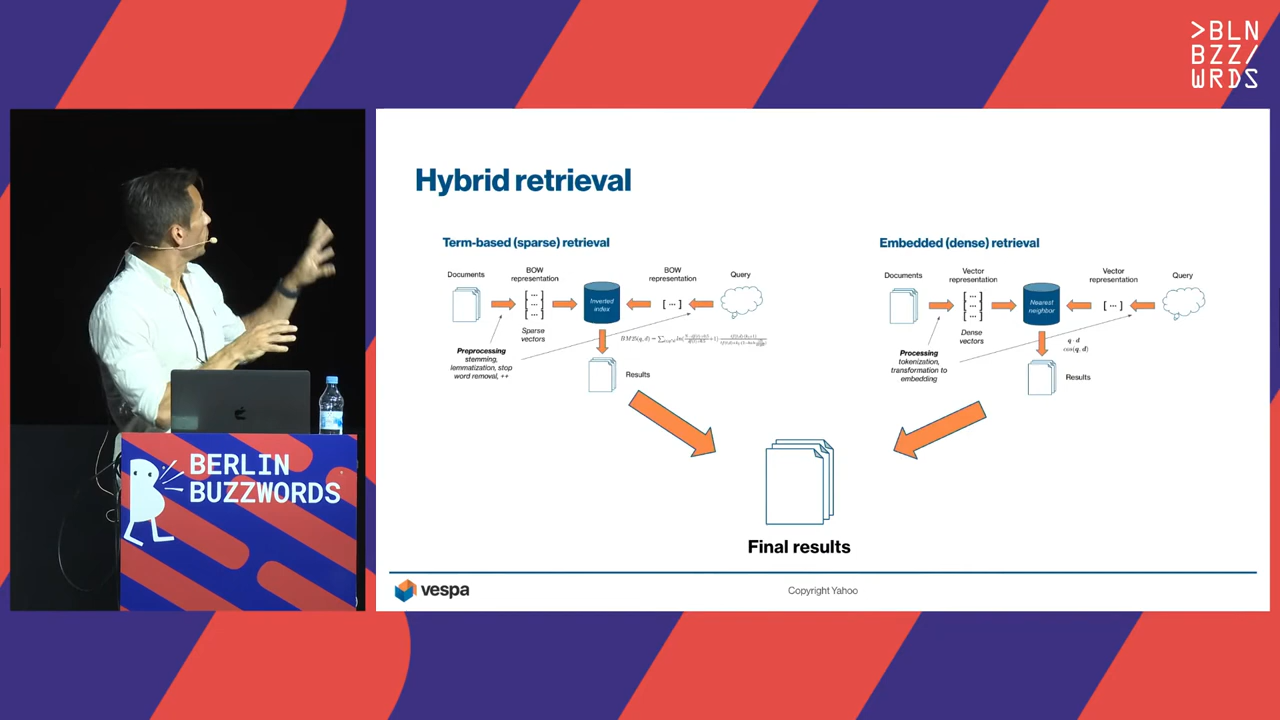 >BLN
BZZ/
WRDS
Hybrid retrieval
Term-based (sparse) retrieval
Documents
BOW
representation
BOW
representation
Query
[ ... ]
Inverted
index
[ ... ]
Sparse
vectors
Preprocessing
stemming,
lemmatization, stop
word removal, ++
Results
Embedded (dense) retrieval
Documents
Vector
representation
Vector
representation
Query
[ ... ]
Nearest
neighbor
[ ... ]
Dense
vectors
Processing
tokenization,
transformation to
embedding
q · d
cos(q, d)
Results
Final results
vespa
Copyright Yahoo
BERLIN
BUZZWORDS